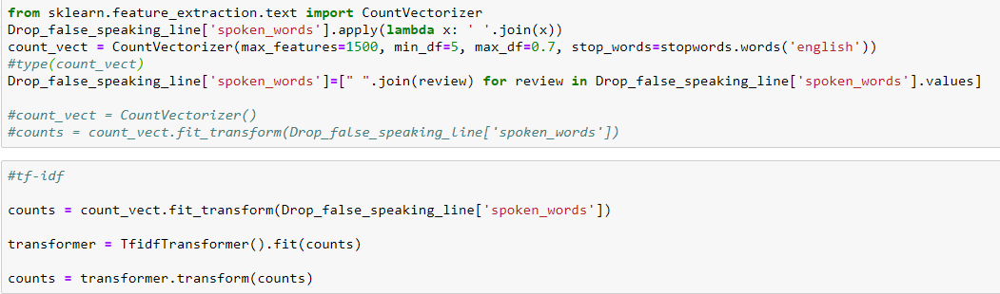 from sklearn.feature_extraction.text import CountVectorizer
Drop_false_speaking_line['spoken_words'].apply(lambda x: ' '.join(x))
count_vect = CountVectorizer(max_features=1500, min_df=5, max_df=0.7, stop_words=stopwords.words('english'))
#type(count_vect)
Drop_false_speaking_line['spoken_words']=[" ".join(review) for review in Drop_false_speaking_line['spoken_words'].values]
#count_vect = CountVectorizer()
#counts = count_vect.fit_transform(Drop_false_speaking_line['spoken_words'])
#tf-idf
counts = count_vect.fit_transform(Drop_false_speaking_line['spoken_words'])
transformer = TfidfTransformer().fit(counts)
counts = transformer.transform(counts)